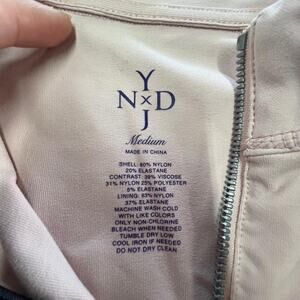 Y
N × D
J
Medium
MADE IN CHINA
SHELL: 80% NYLON
20% ELASTANE
CONTRAST: 39% VISCOSE
31% NYLON 25% POLYESTER
5% ELASTANE
LINING: 63% NYLON
37% ELASTANE
MACHINE WASH COLD
WITH LIKE COLORS
ONLY NON-CHLORINE
BLEACH WHEN NEEDED
TUMBLE DRY LOW
COOL IRON IF NEEDED
DO NOT DRY CLEAN